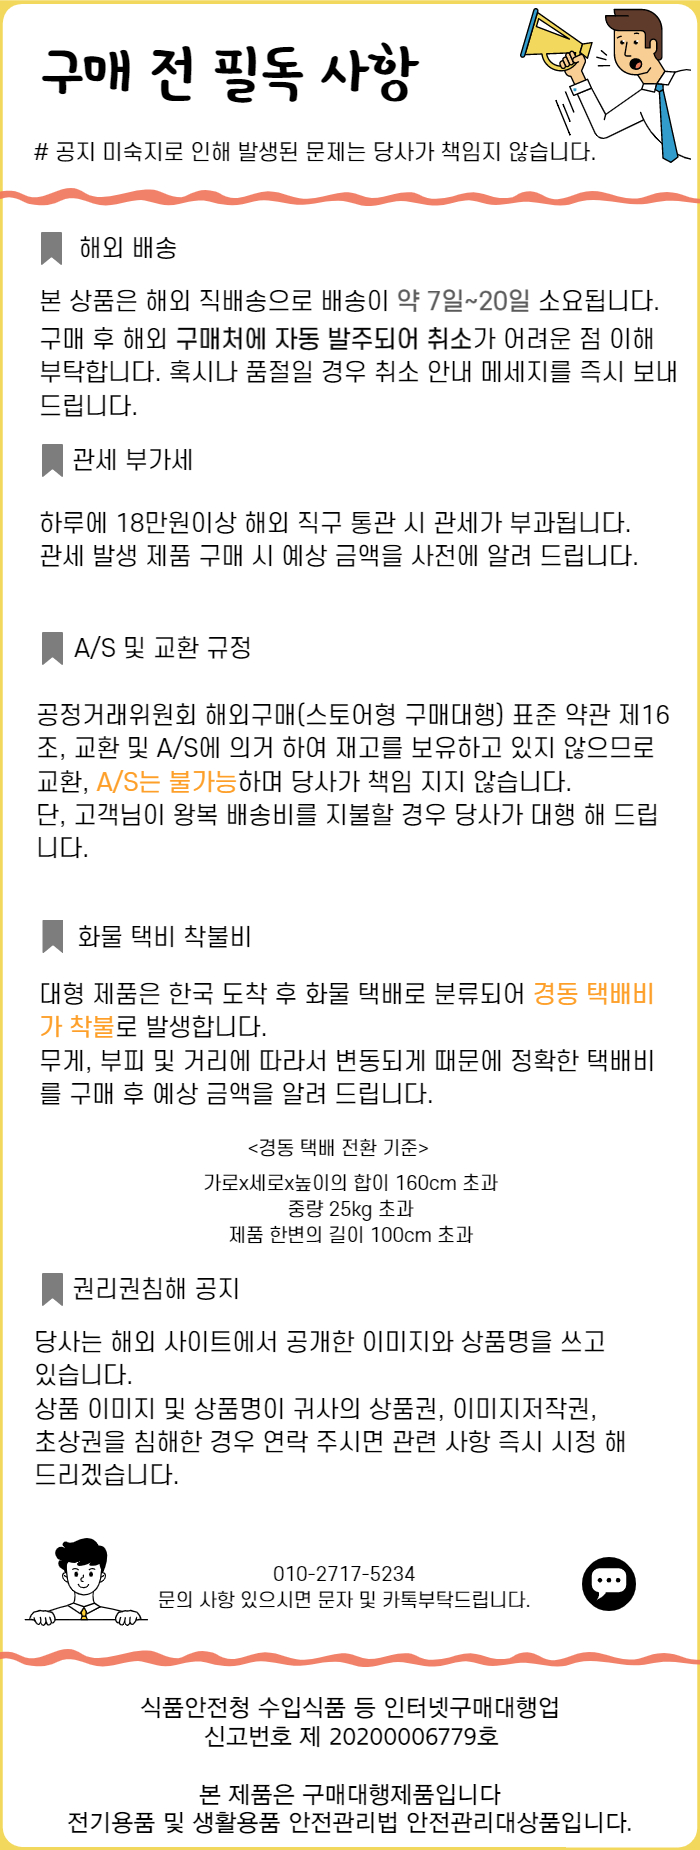 구매 전 필독 사항
# 공지 미숙지로 인해 발생된 문제는 당사가 책임지 않습니다.
해외 배송
본 상품은 해외 직배송으로 배송이 약 7일~20일 소요됩니다.
구매 후 해외 구매처에 자동 발주되어 취소가 어려운 점 이해
부탁합니다. 혹시나 품절일 경우 취소 안내 메세지를 즉시 보내
드립니다.
관세 부가세
하루에 18만원이상 해외 직구 통관 시 관세가 부과됩니다.
관세 발생 제품 구매 시 예상 금액을 사전에 알려 드립니다.
A/S 및 교환 규정
공정거래위원회 해외구매(스토어형 구매대행) 표준 약관 제16
조, 교환 및 A/S에 의거 하여 재고를 보유하고 있지 않으므로
교환, A/S는 불가능하며 당사가 책임 지지 않습니다.
단, 고객님이 왕복 배송비를 지불할 경우 당사가 대행 해 드립
니다.
화물 택비 착불비
대형 제품은 한국 도착 후 화물 택배로 분류되어 경동 택배비
가 착불로 발생합니다.
무게, 부피 및 거리에 따라서 변동되게 때문에 정확한 택배비
를 구매 후 예상 금액을 알려 드립니다.
<경동 택배 전환 기준>
가로x세로x높이의 합이 160cm 초과
중량 25kg 초과
제품 한변의 길이 100cm 초과
권리권침해 공지
당사는 해외 사이트에서 공개한 이미지와 상품명을 쓰고
있습니다.
상품 이미지 및 상품명이 귀사의 상품권, 이미지저작권,
초상권을 침해한 경우 연락 주시면 관련 사항 즉시 시정 해
드리겠습니다.
010-2717-5234
문의 사항 있으시면 문자 및 카톡부탁드립니다.
식품안전청 수입식품 등 인터넷구매대행업
신고번호 제 20200006779호
본 제품은 구매대행제품입니다
전기용품 및 생활용품 안전관리법 안전관리대상품입니다.